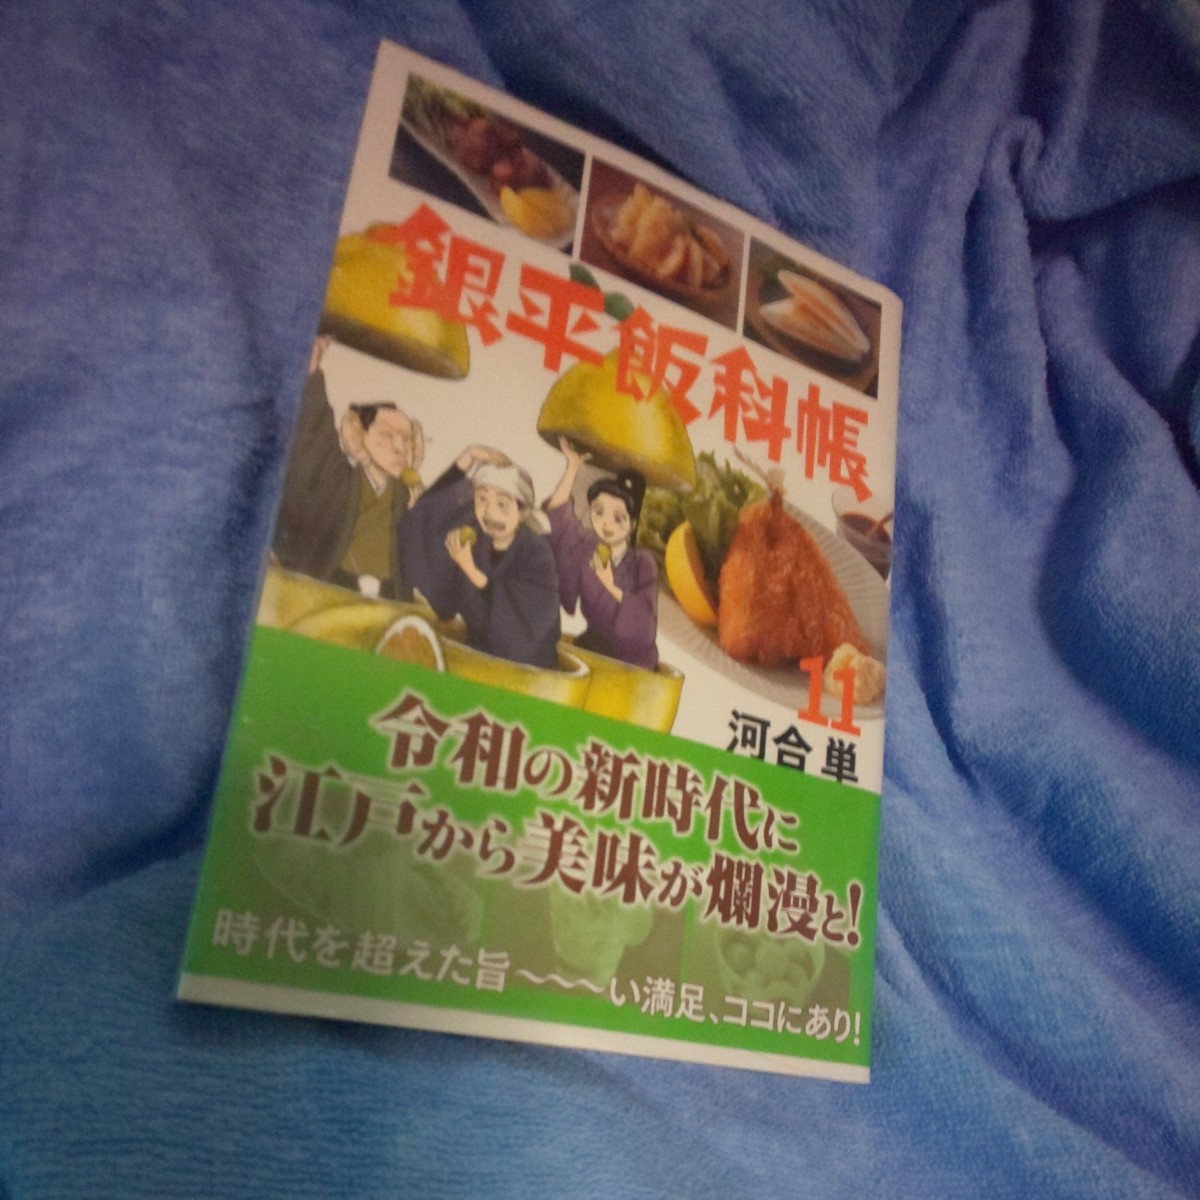 銀平飯科帳
11
河合 単
令和の新時代に
江戸から美味が爛漫と!
時代を超えた旨～～～い満足、ココにあり!